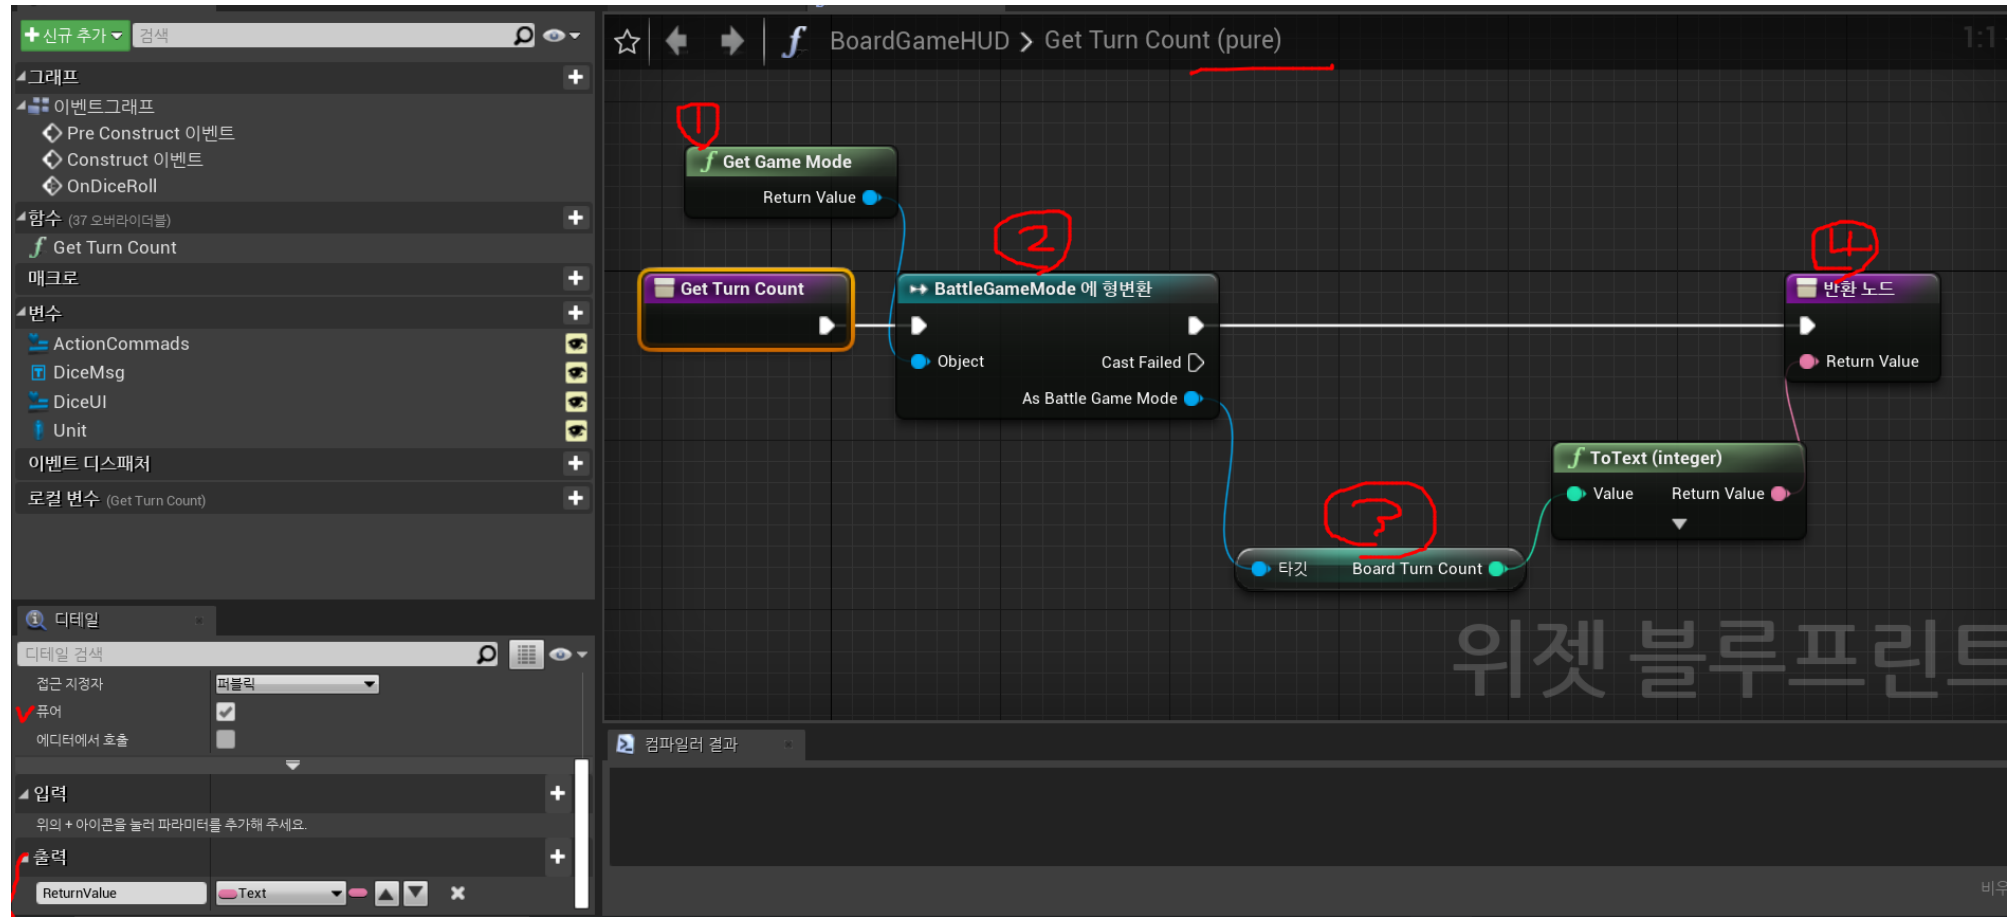 신규 추가
검색
그래프
이벤트그래프
Pre Construct 이벤트
Construct 이벤트
OnDiceRoll
함수 (37 오버라이더블)
Get Turn Count
매크로
변수
ActionCommads
DiceMsg
DiceUI
Unit
이벤트 디스패처
로컬 변수 (Get Turn Count)
디테일
디테일 검색
접근 지정자
퍼블릭
퓨어
에디터에서 호출
입력
위의 + 아이콘을 눌러 파라미터를 추가해 주세요.
출력
ReturnValue
Text
f BoardGameHUD > Get Turn Count (pure)
1:1
1
f Get Game Mode
Return Value
2
Get Turn Count
BattleGameMode 에 형변환
Object
Cast Failed
As Battle Game Mode
3
타깃
Board Turn Count
f ToText (integer)
Value
Return Value
4
반환 노드
Return Value
위젯 블루프린트
컴파일러 결과
비우